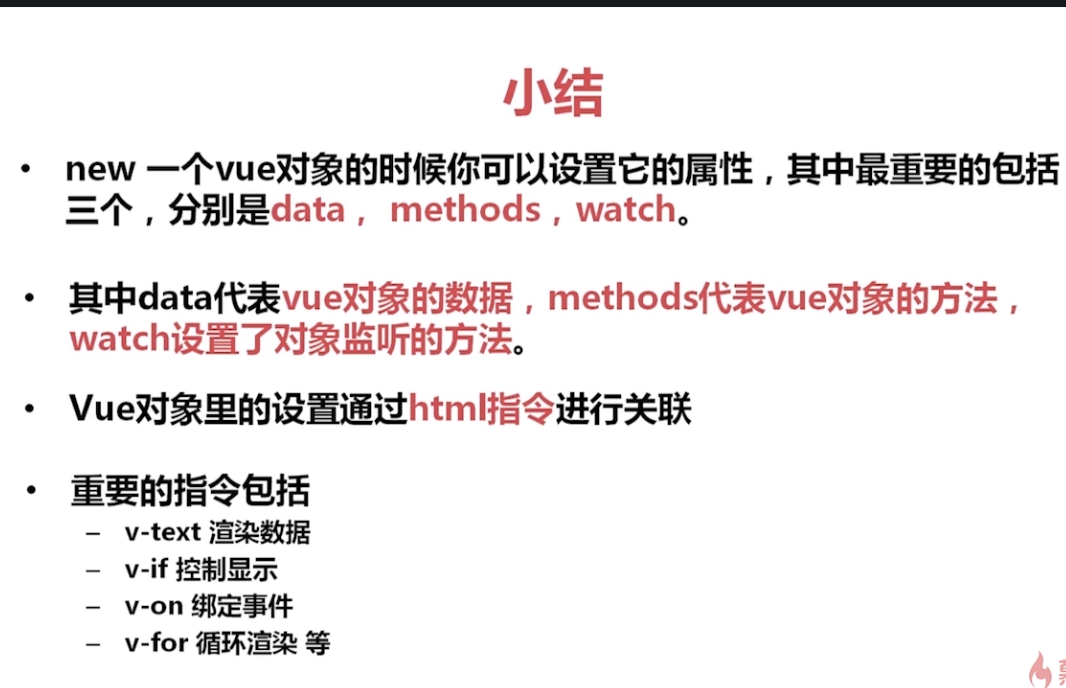 小结
• new 一个vue对象的时候你可以设置它的属性，其中最重要的包括
三个，分别是data， methods，watch。
• 其中data代表vue对象的数据，methods代表vue对象的方法，
watch设置了对象监听的方法。
• Vue对象里的设置通过html指令进行关联
• 重要的指令包括
– v-text 渲染数据
– v-if 控制显示
– v-on 绑定事件
– v-for 循环渲染 等